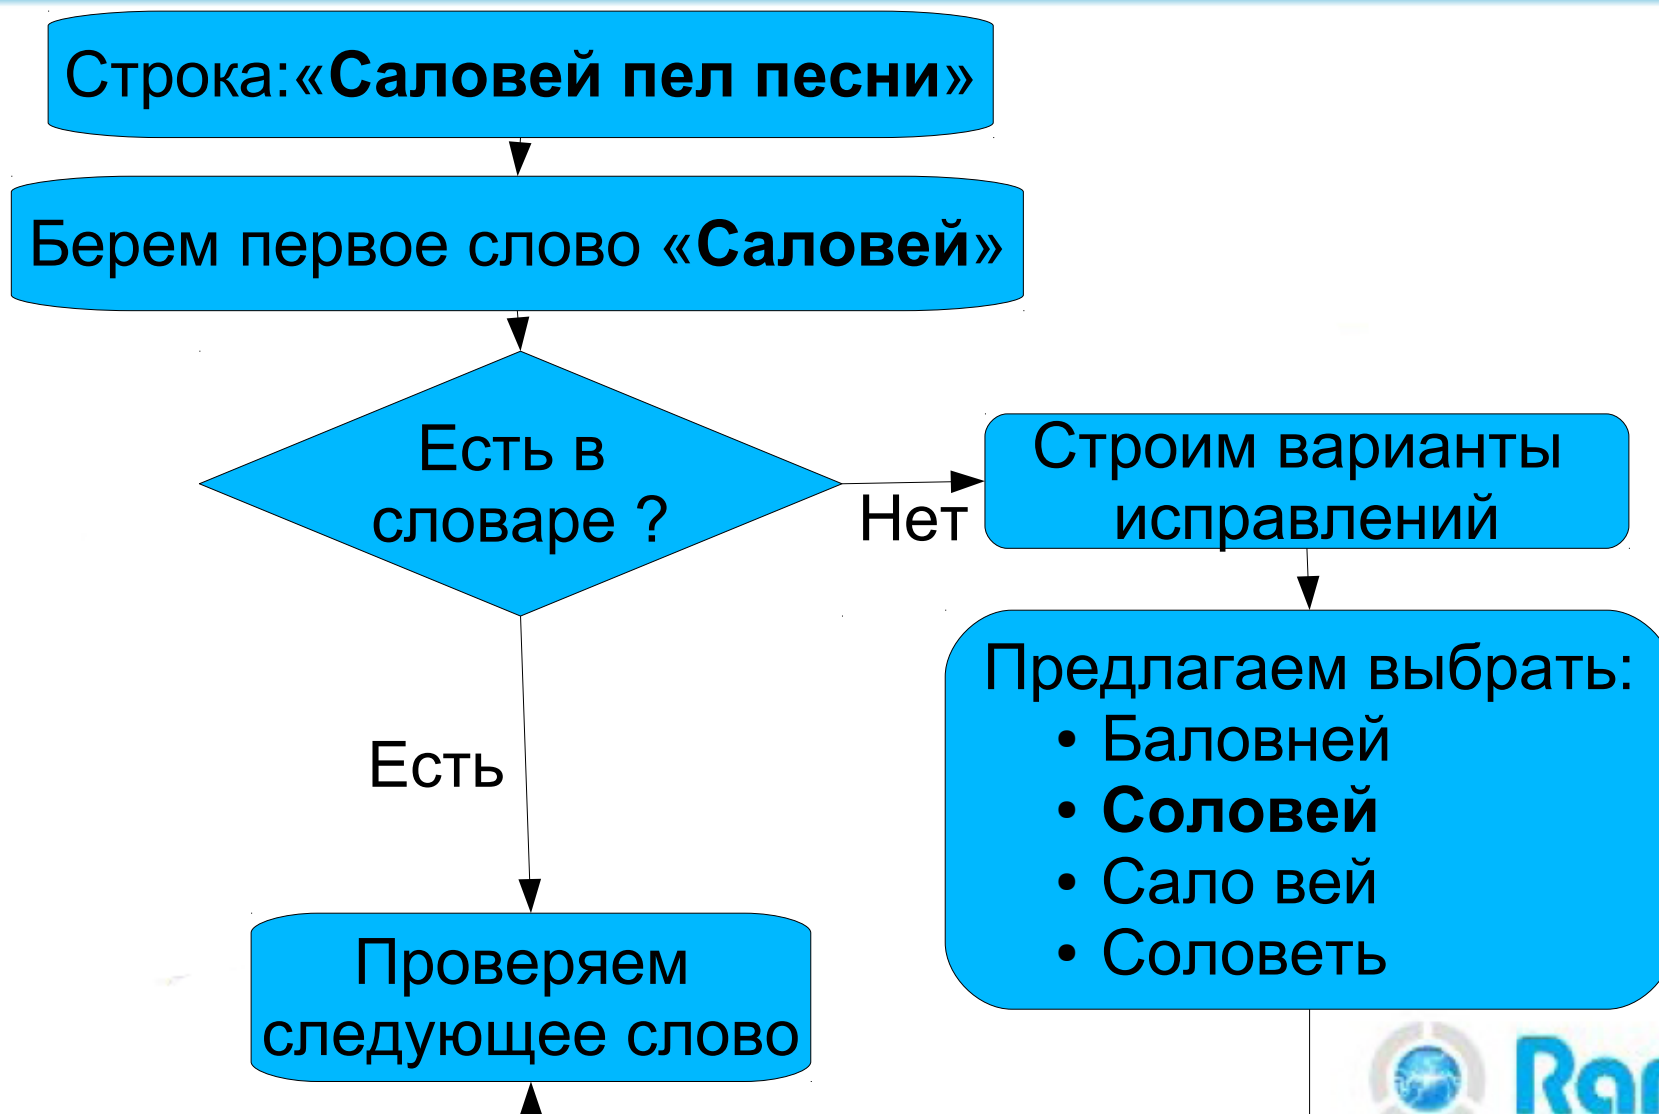 Строка:«Саловей пел песни»
Берем первое слово «Саловей»
Есть в
словаре ?
Нет
Строим варианты
исправлений
Предлагаем выбрать:
• Баловней
• Соловей
• Сало вей
• Соловеть
Есть
Проверяем
следующее слово